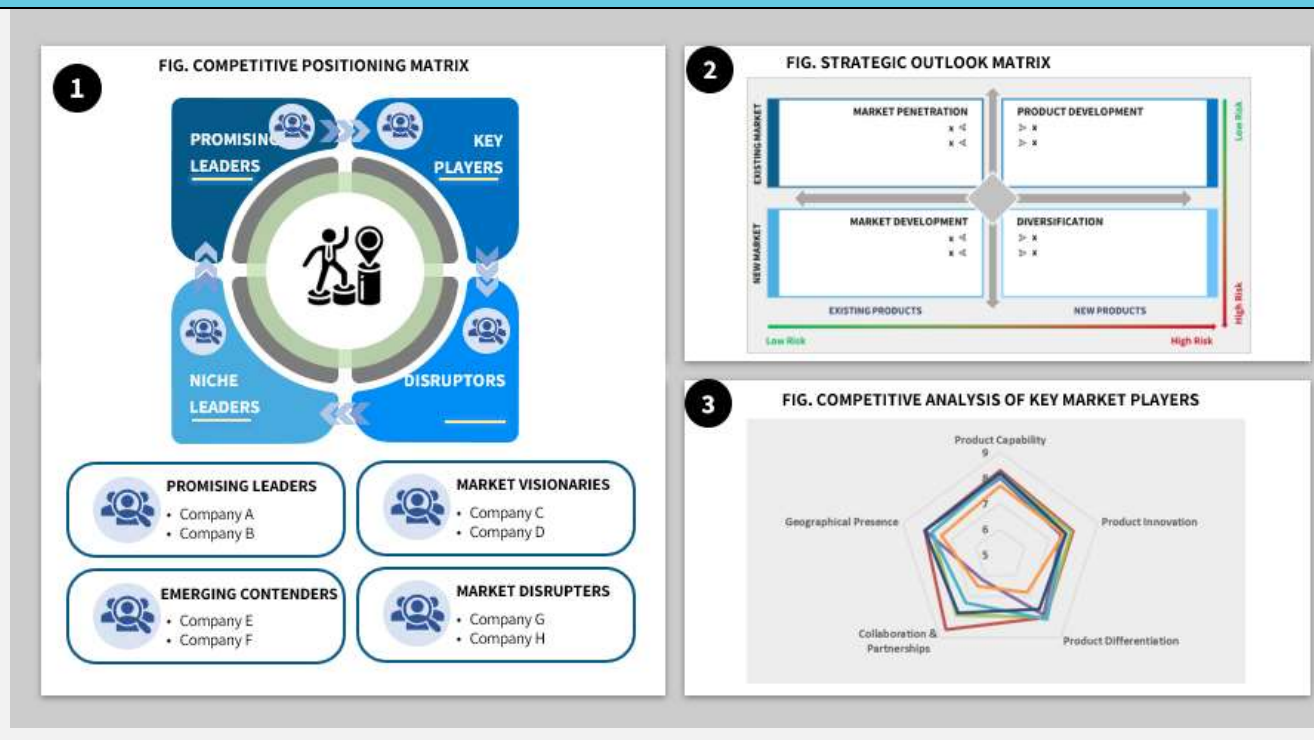 1
FIG. COMPETITIVE POSITIONING MATRIX
PROMISING
LEADERS
KEY
PLAYERS
NICHE
LEADERS
DISRUPTORS
PROMISING LEADERS
• Company A
• Company B
MARKET VISIONARIES
• Company C
• Company D
EMERGING CONTENDERS
• Company E
• Company F
MARKET DISRUPTERS
• Company G
• Company H
2
FIG. STRATEGIC OUTLOOK MATRIX
EXISTING MARKET
MARKET PENETRATION
x
x
PRODUCT DEVELOPMENT
x
x
Low Risk
NEW MARKET
MARKET DEVELOPMENT
x
x
DIVERSIFICATION
x
x
High Risk
EXISTING PRODUCTS
NEW PRODUCTS
Low Risk
High Risk
3
FIG. COMPETITIVE ANALYSIS OF KEY MARKET PLAYERS
Product Capability
9
8
7
6
5
Geographical Presence
Product Innovation
Collaboration &
Partnerships
Product Differentiation